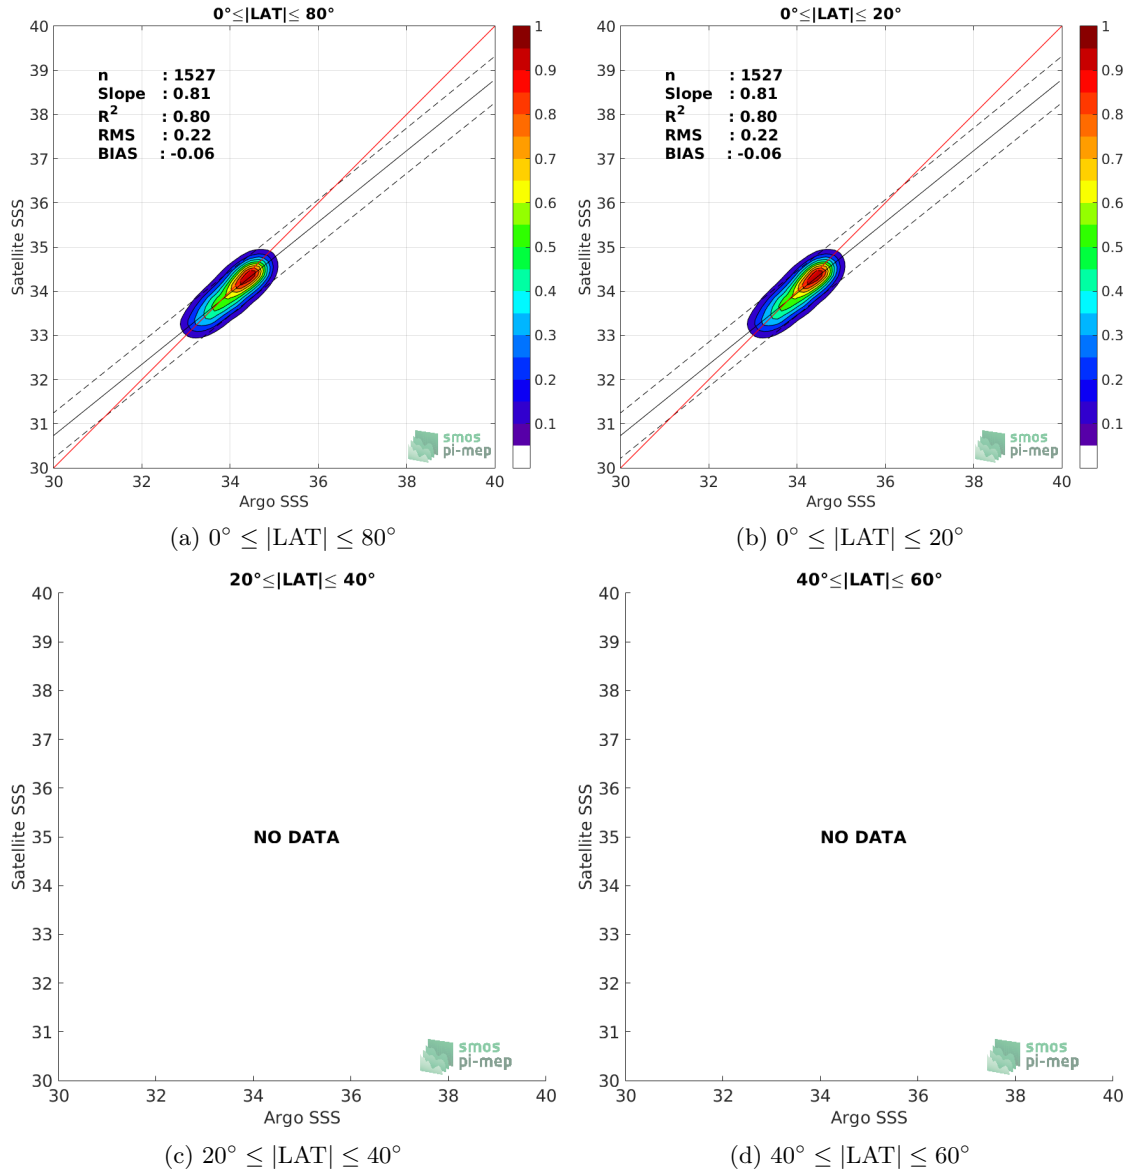 0°≤|LAT|≤ 80°
40
39
38
37
36
35
34
33
32
31
30
Satellite SSS
n : 1527
Slope : 0.81
R² : 0.80
RMS : 0.22
BIAS : -0.06
smos
pi-mep
30 32 34 36 38 40
Argo SSS
1
0.9
0.8
0.7
0.6
0.5
0.4
0.3
0.2
0.1
(a) 0° ≤ |LAT| ≤ 80°
0°≤|LAT|≤ 20°
40
39
38
37
36
35
34
33
32
31
30
Satellite SSS
n : 1527
Slope : 0.81
R² : 0.80
RMS : 0.22
BIAS : -0.06
smos
pi-mep
30 32 34 36 38 40
Argo SSS
1
0.9
0.8
0.7
0.6
0.5
0.4
0.3
0.2
0.1
(b) 0° ≤ |LAT| ≤ 20°
20°≤|LAT|≤ 40°
40
39
38
37
36
35
34
33
32
31
30
Satellite SSS
NO DATA
smos
pi-mep
30 32 34 36 38 40
Argo SSS
(c) 20° ≤ |LAT| ≤ 40°
40°≤|LAT|≤ 60°
40
39
38
37
36
35
34
33
32
31
30
Satellite SSS
NO DATA
smos
pi-mep
30 32 34 36 38 40
Argo SSS
(d) 40° ≤ |LAT| ≤ 60°